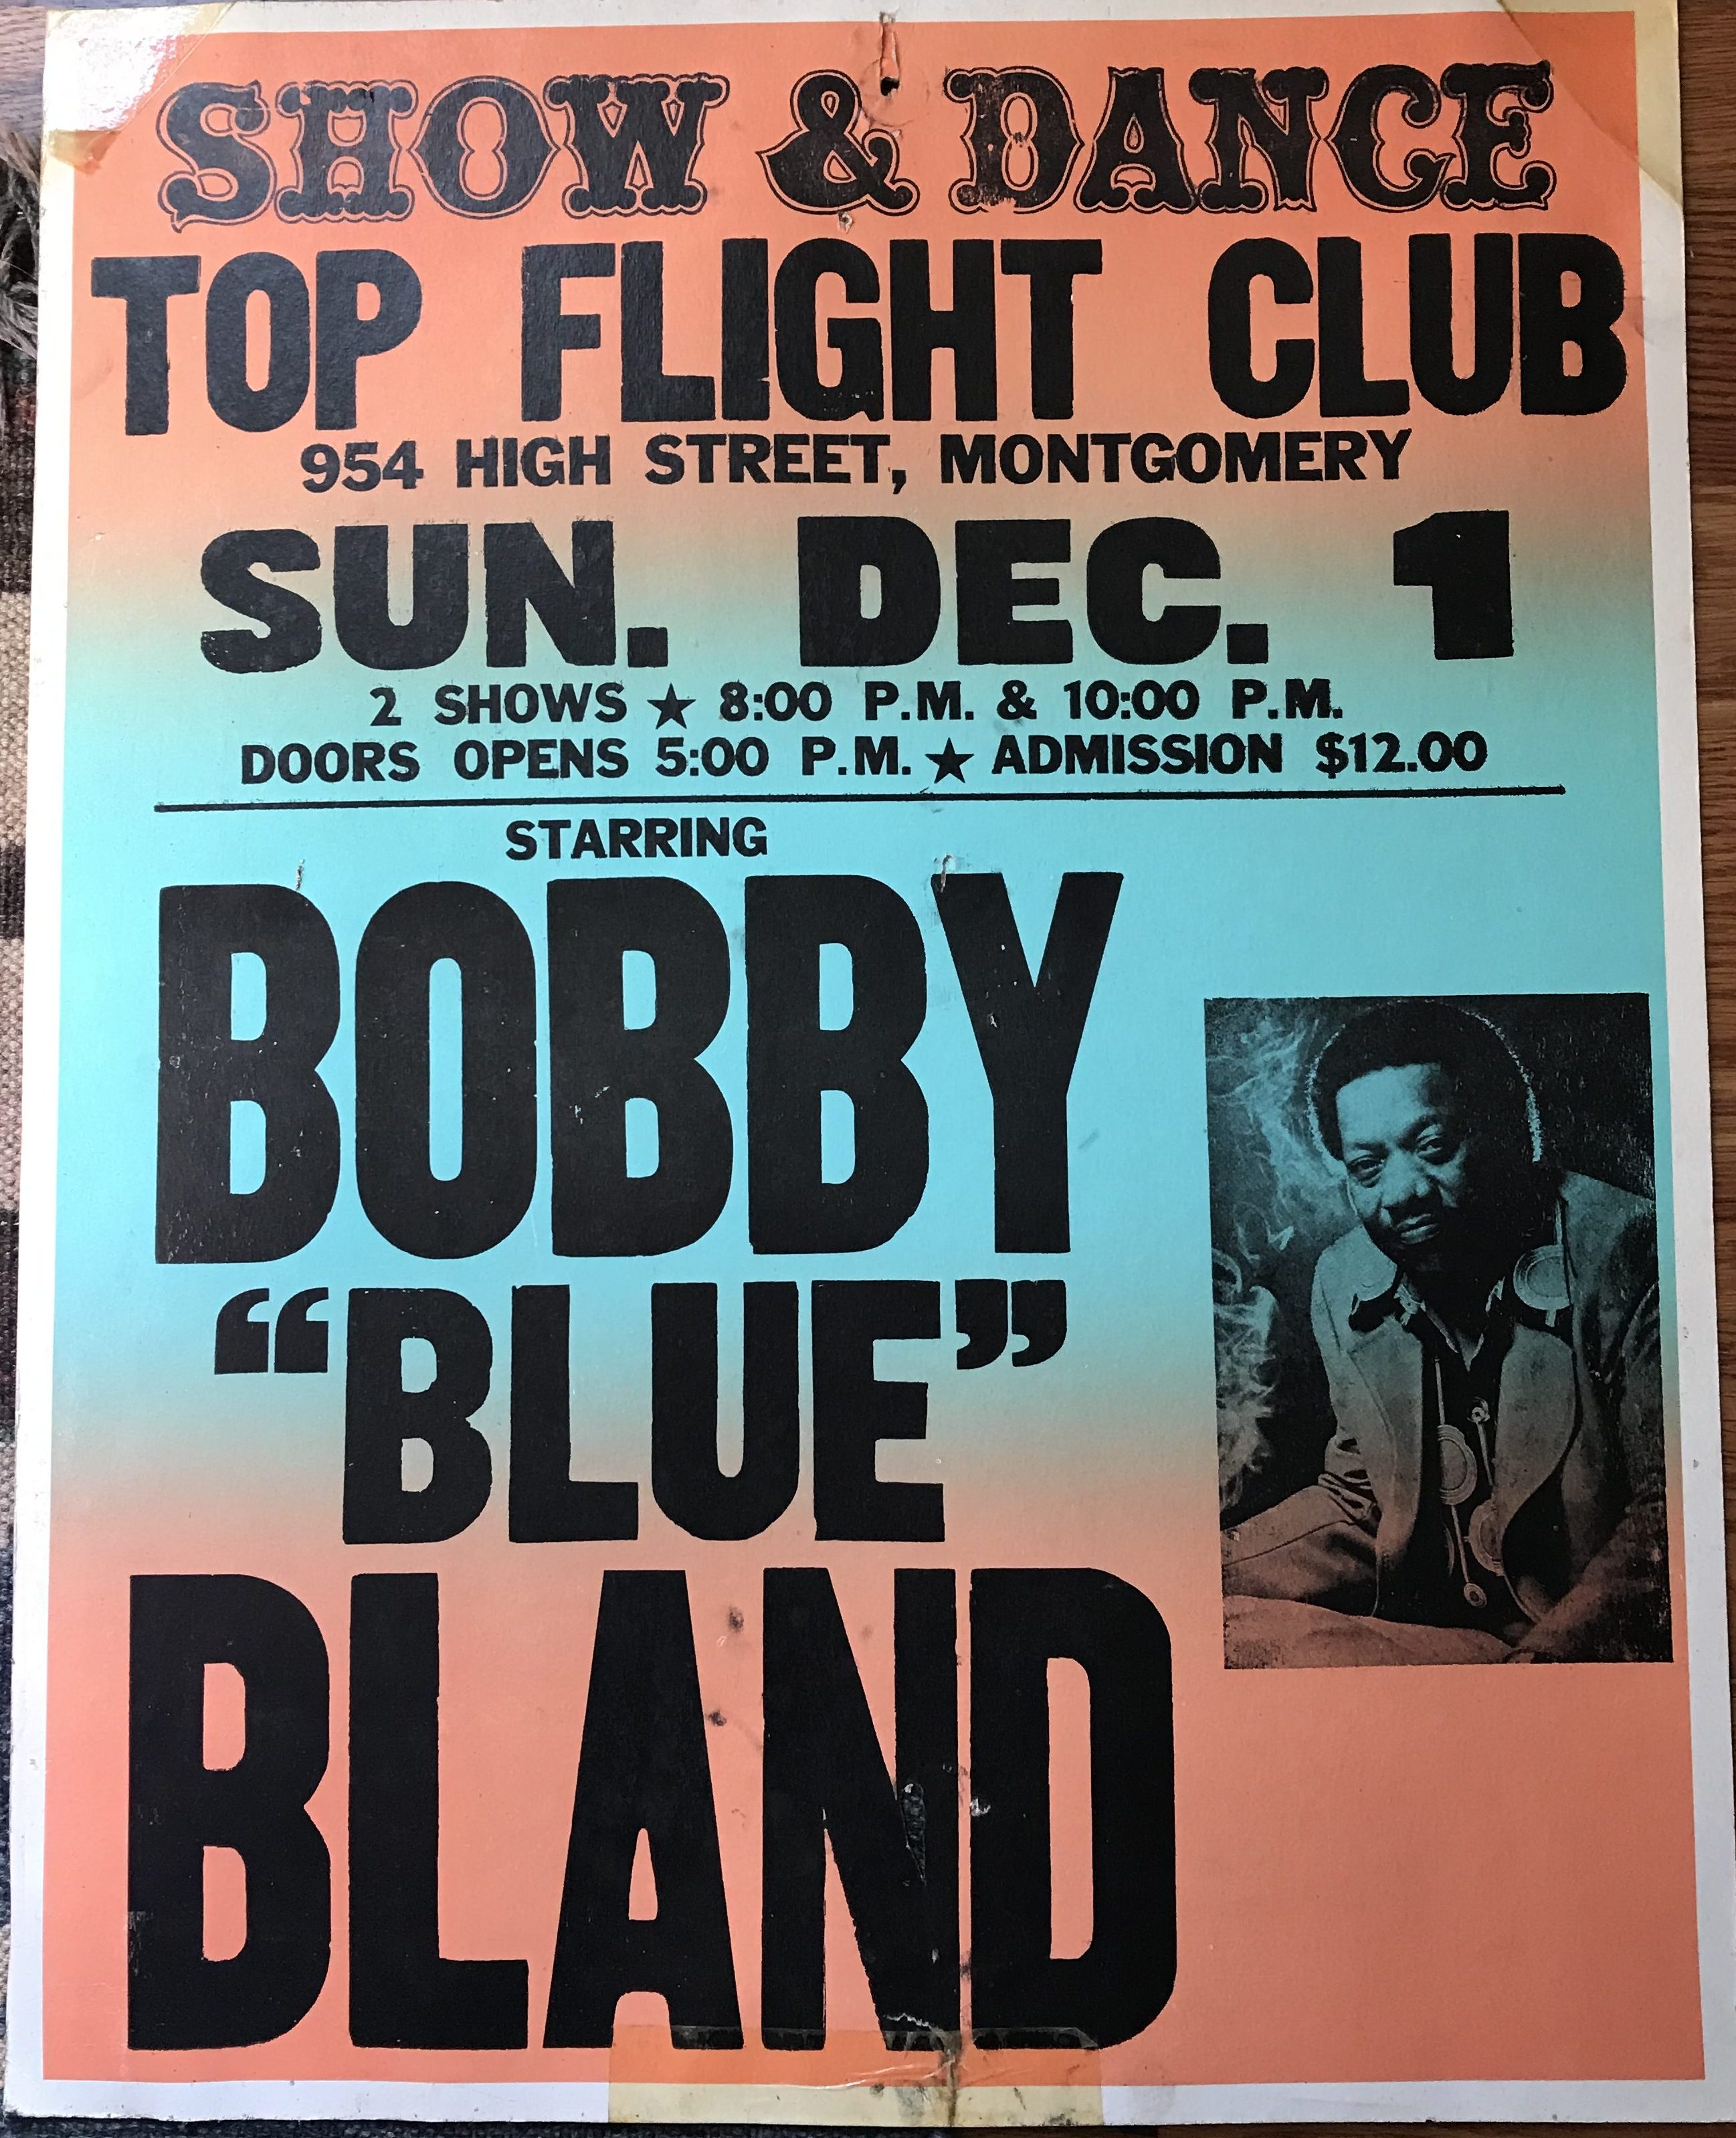 SHOW & DANCE
TOP FLIGHT CLUB
954 HIGH STREET, MONTGOMERY
SUN. DEC. 1
2 SHOWS ★ 8:00 P.M. & 10:00 P.M.
DOORS OPENS 5:00 P.M. ★ ADMISSION $12.00
STARRING
BOBBY
“BLUE”
BLAND